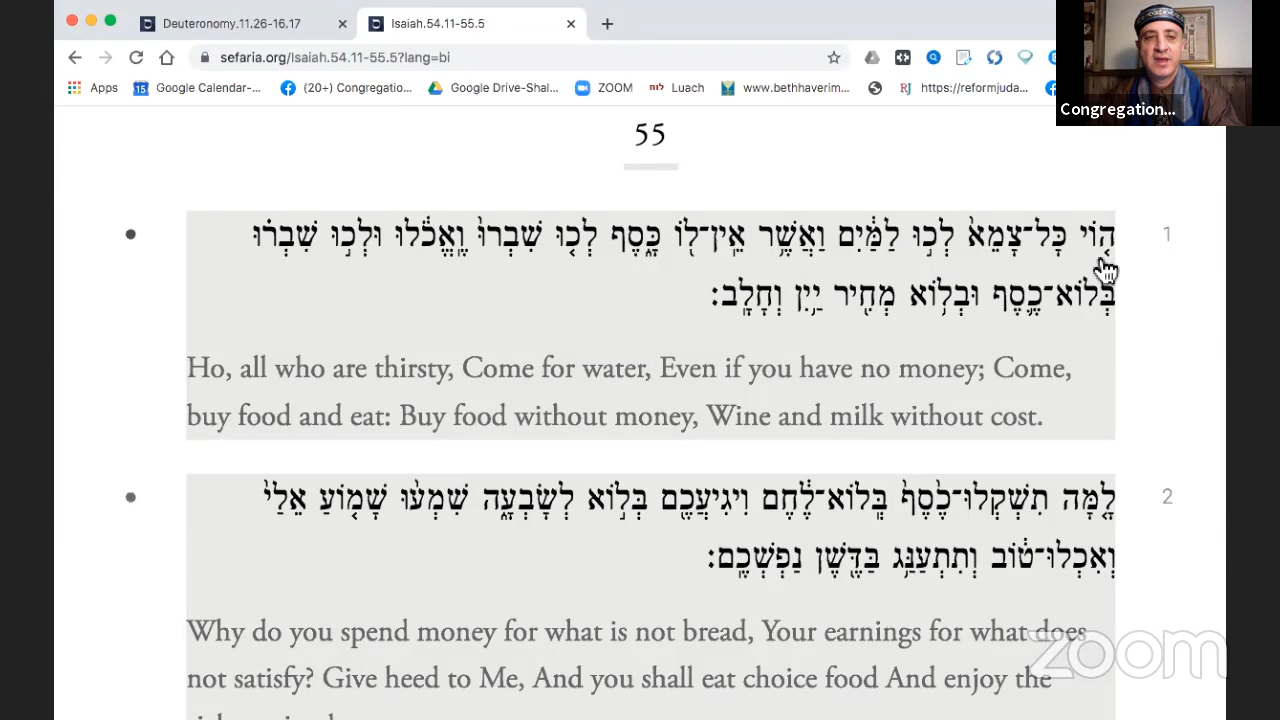 Deuteronomy.11.26-16.17
Isaiah.54.11-55.5
sefaria.org/Isaiah.54.11-55.5?lang=bi
Apps
Google Calendar-...
(20+) Congregatio...
Google Drive-Shal...
ZOOM
Luach
www.bethhaverim...
https://reformjuda...
Congregation...
55
1
הוֹי כׇּל־צָמֵא לְכוּ לַמַּיִם וַאֲשֶׁר אֵין־לוֹ כָּסֶף לְכוּ שִׁבְרוּ וֶאֱכֹלוּ וּלְכוּ שִׁבְרוּ
בְּלוֹא־כֶסֶף וּבְלוֹא מְחִיר יַיִן וְחָלָב׃
Ho, all who are thirsty, Come for water, Even if you have no money; Come,
buy food and eat: Buy food without money, Wine and milk without cost.
2
לָמָּה תִשְׁקְלוּ־כֶסֶף בְּלוֹא־לֶחֶם וִיגִיעֲכֶם בְּלוֹא לְשׇׂבְעָה שִׁמְעוּ שָׁמוֹעַ אֵלַי
וְאִכְלוּ־טוֹב וְתִתְעַנַּג בַּדֶּשֶׁן נַפְשְׁכֶם׃
Why do you spend money for what is not bread, Your earnings for what does
not satisfy? Give heed to Me, And you shall eat choice food And enjoy the
zoom